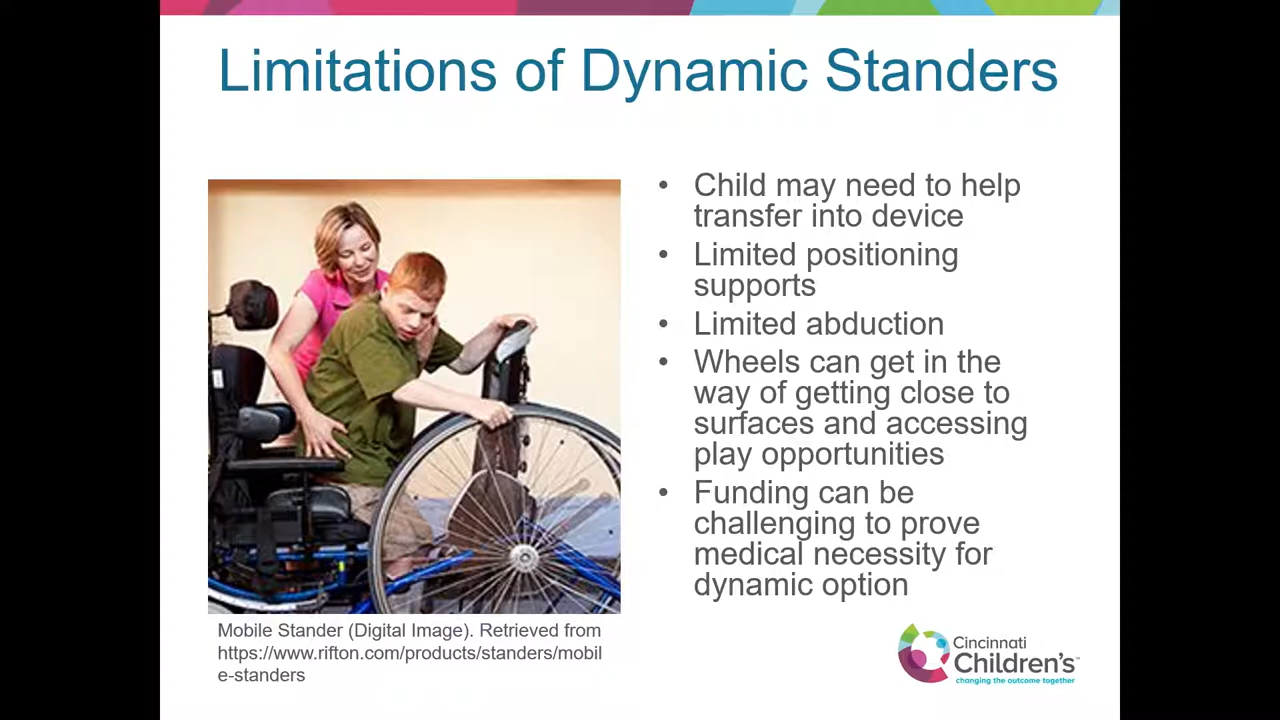 Limitations of Dynamic Standers
• Child may need to help
transfer into device
• Limited positioning
supports
• Limited abduction
• Wheels can get in the
way of getting close to
surfaces and accessing
play opportunities
• Funding can be
challenging to prove
medical necessity for
dynamic option
Mobile Stander (Digital Image). Retrieved from
https://www.rifton.com/products/standers/mobil
e-standers
Cincinnati
Children's™
changing the outcome together